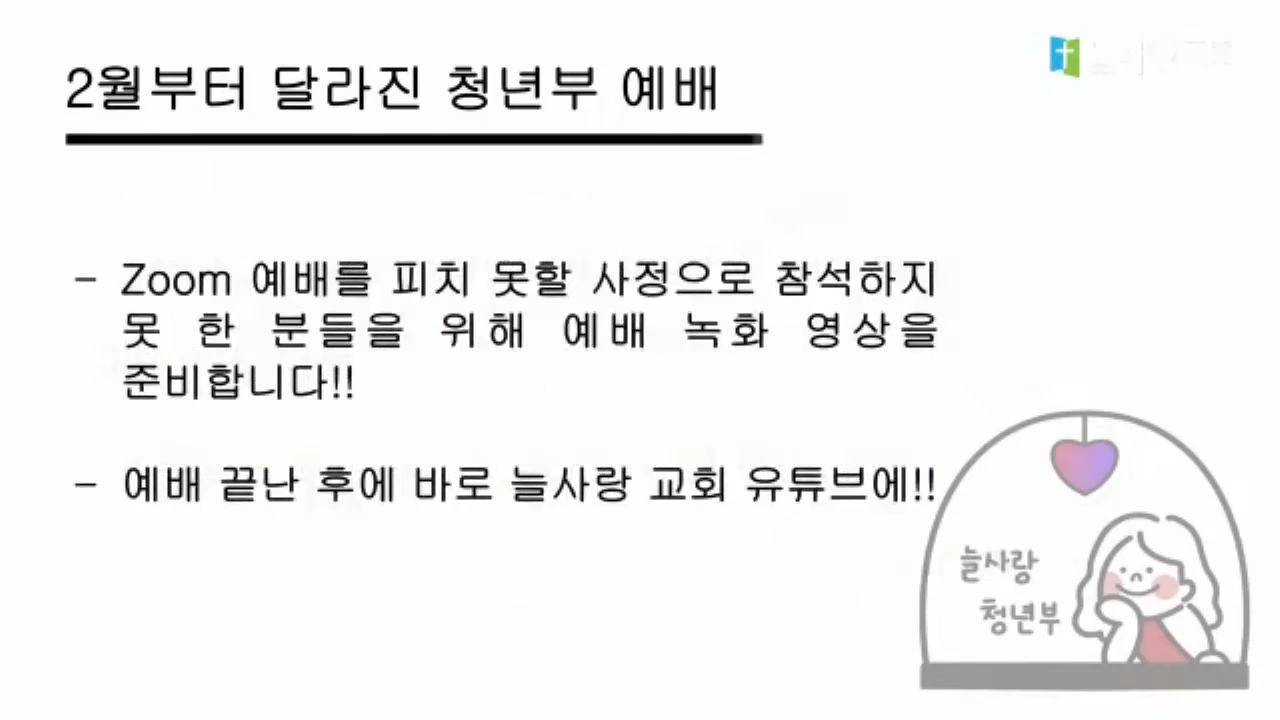 2월부터 달라진 청년부 예배
- Zoom 예배를 피치 못할 사정으로 참석하지
못 한 분들을 위해 예배 녹화 영상을
준비합니다!!
- 예배 끝난 후에 바로 늘사랑 교회 유튜브에!!
늘사랑
청년부